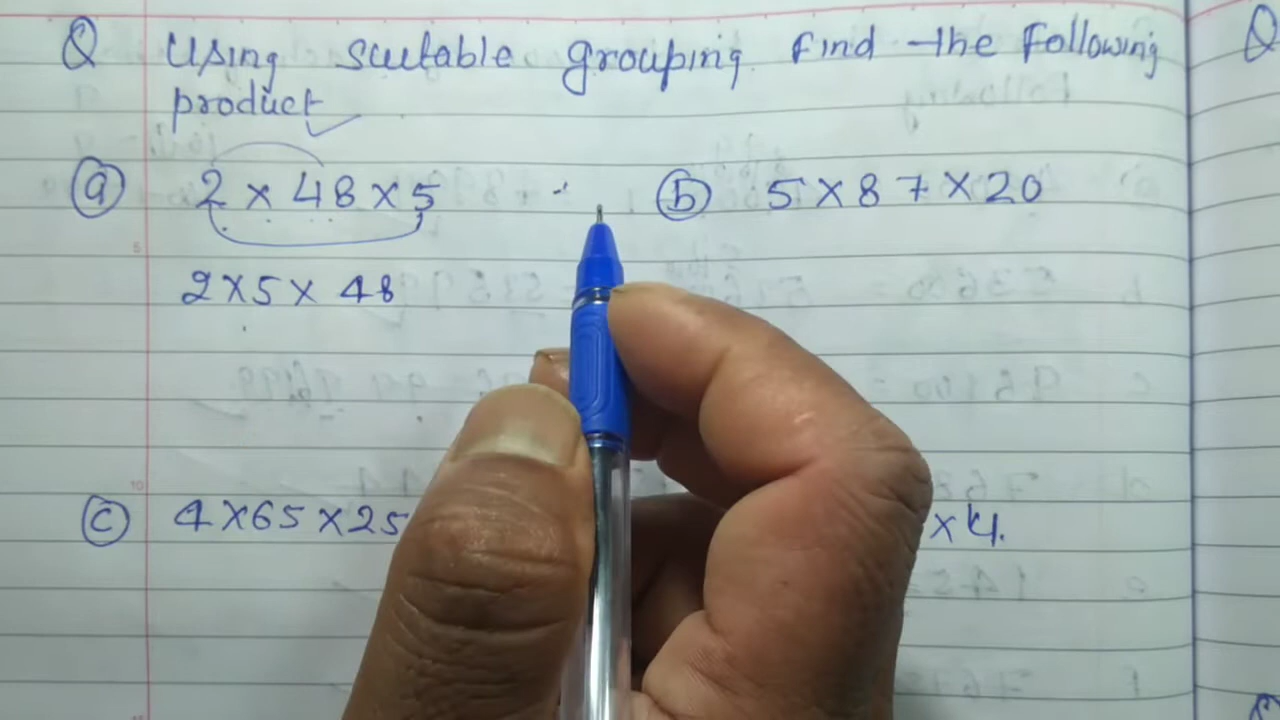 Q Using suitable grouping find the following
product
(a) 2 × 48 × 5
2 × 5 × 48
(b) 5 × 87 × 20
(c) 4 × 65 × 25
× 4.